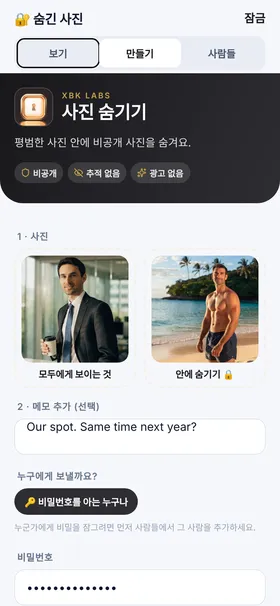 숨긴 사진
잠금
보기
만들기
사람들
XBK LABS
사진 숨기기
평범한 사진 안에 비공개 사진을 숨겨요.
비공개
추적 없음
광고 없음
1 · 사진
모두에게 보이는 것
안에 숨기기 🔒
2 · 메모 추가 (선택)
Our spot. Same time next year?
누구에게 보낼까요?
🔑 비밀번호를 아는 누구나
누군가에게 비밀을 잠그려면 먼저 사람들에서 그 사람을 추가하세요.
비밀번호
••••••••••••••